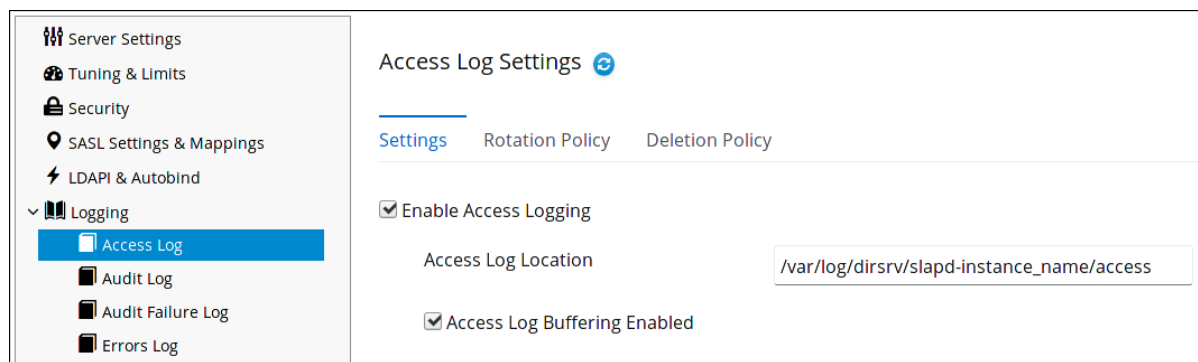 Server Settings
Tuning & Limits
Security
SASL Settings & Mappings
LDAPI & Autobind
Logging
Access Log
Audit Log
Audit Failure Log
Errors Log
Access Log Settings
Settings Rotation Policy Deletion Policy
Enable Access Logging
Access Log Location /var/log/dirsrv/slapd-instance_name/access
Access Log Buffering Enabled